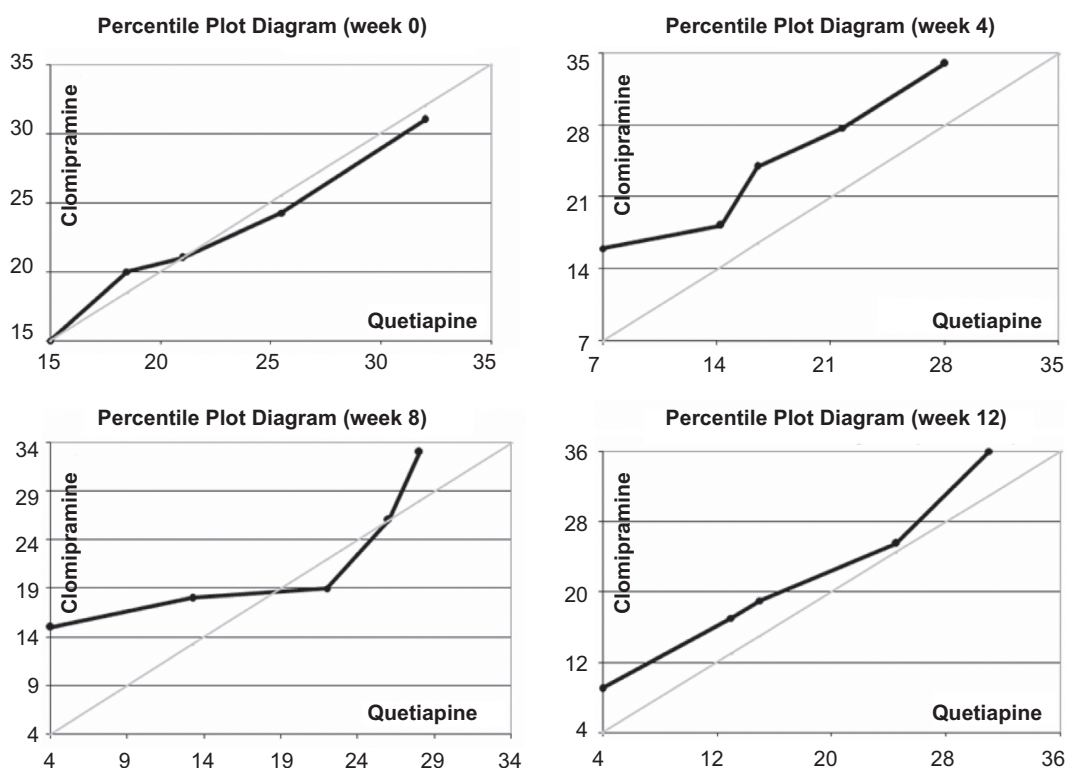 Percentile Plot Diagram (week 0)
35
30
25
20
15
Clomipramine
Quetiapine
15 20 25 30 35
Percentile Plot Diagram (week 4)
35
28
21
14
7
Clomipramine
Quetiapine
7 14 21 28 35
Percentile Plot Diagram (week 8)
34
29
24
19
14
9
4
Clomipramine
Quetiapine
4 9 14 19 24 29 34
Percentile Plot Diagram (week 12)
36
28
20
12
4
Clomipramine
Quetiapine
4 12 20 28 36